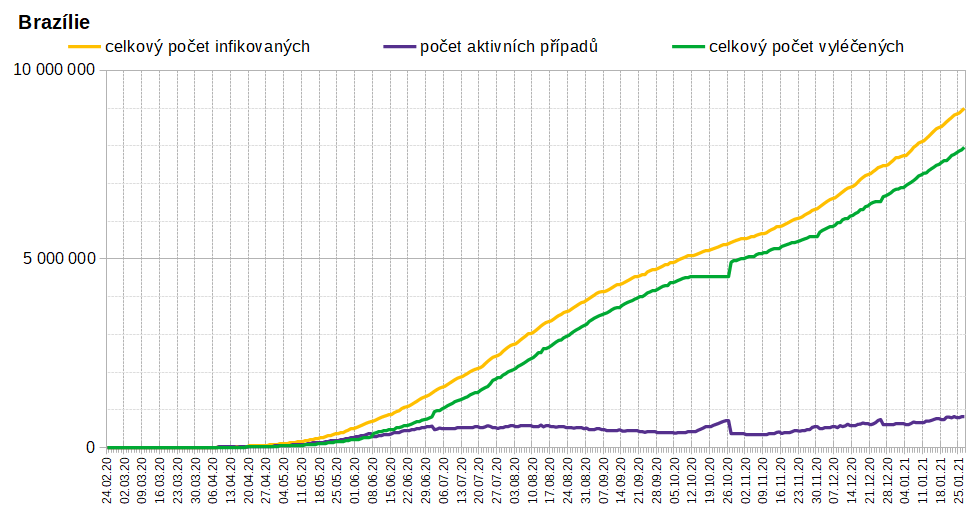 Brazílie
celkový počet infikovaných počet aktivních případů celkový počet vyléčených
10 000 000
5 000 000
0
24.02.20 02.03.20 09.03.20 16.03.20 23.03.20 30.03.20 06.04.20 13.04.20 20.04.20 27.04.20 04.05.20 11.05.20 18.05.20 25.05.20 01.06.20 08.06.20 15.06.20 22.06.20 29.06.20 06.07.20 13.07.20 20.07.20 27.07.20 03.08.20 10.08.20 17.08.20 24.08.20 31.08.20 07.09.20 14.09.20 21.09.20 28.09.20 05.10.20 12.10.20 19.10.20 26.10.20 02.11.20 09.11.20 16.11.20 23.11.20 30.11.20 07.12.20 14.12.20 21.12.20 28.12.20 04.01.21 11.01.21 18.01.21 25.01.21